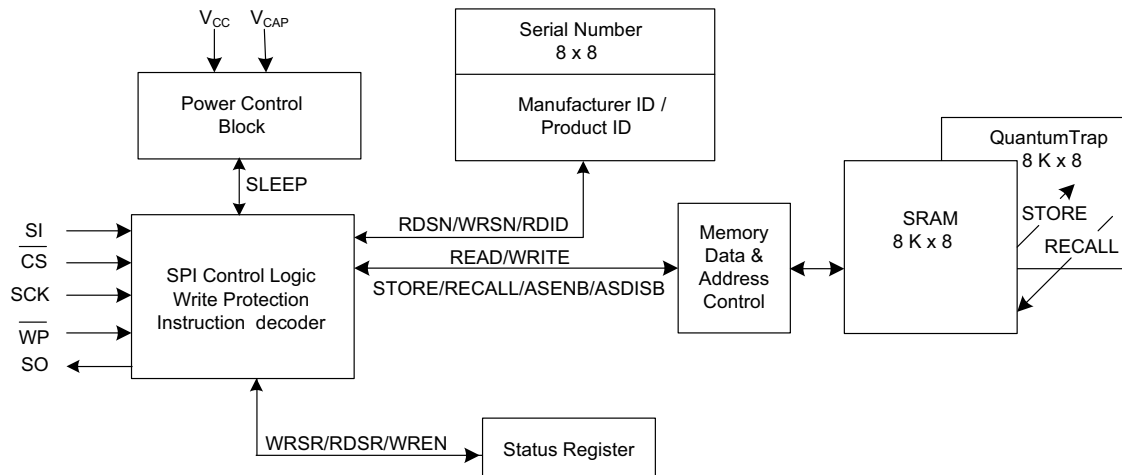 VCC
VCAP
Power Control
Block
SLEEP
Serial Number
8 x 8
Manufacturer ID /
Product ID
QuantumTrap
8 K x 8
SRAM
8 K x 8
STORE
RECALL
SI
CS
SCK
WP
SO
SPI Control Logic
Write Protection
Instruction decoder
RDSN/WRSN/RDID
READ/WRITE
STORE/RECALL/ASENB/ASDISB
Memory
Data &
Address
Control
WRSR/RDSR/WREN
Status Register